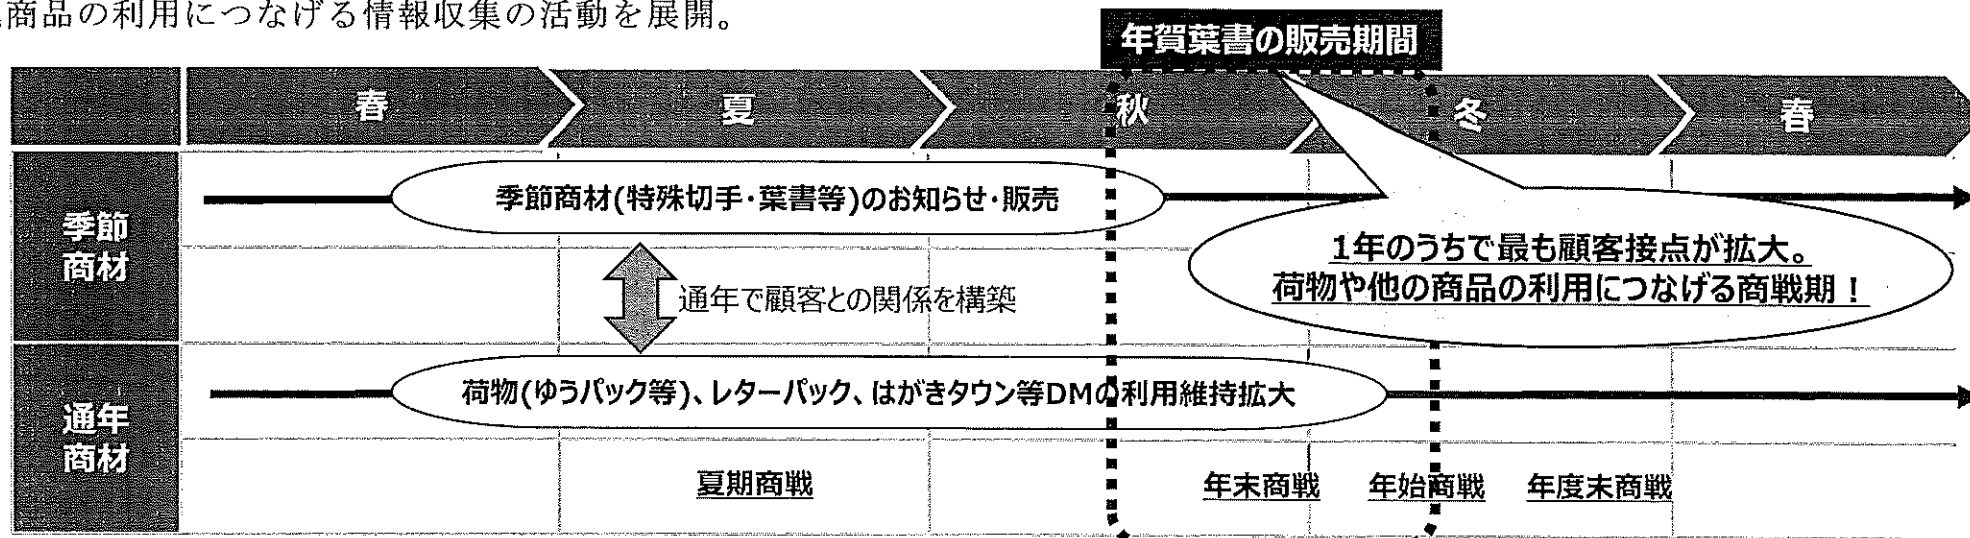 商品の利用につなげる情報収集の活動を展開。
年賀葉書の販売期間
春 夏 秋 冬 春
季節商材
季節商材(特殊切手・葉書等)のお知らせ・販売
1年のうちで最も顧客接点が拡大。
荷物や他の商品の利用につなげる商戦期！
通年で顧客との関係を構築
通年商材
荷物(ゆうパック等)、レターパック、はがきタウン等DMの利用維持拡大
夏期商戦 年末商戦 年始商戦 年度末商戦